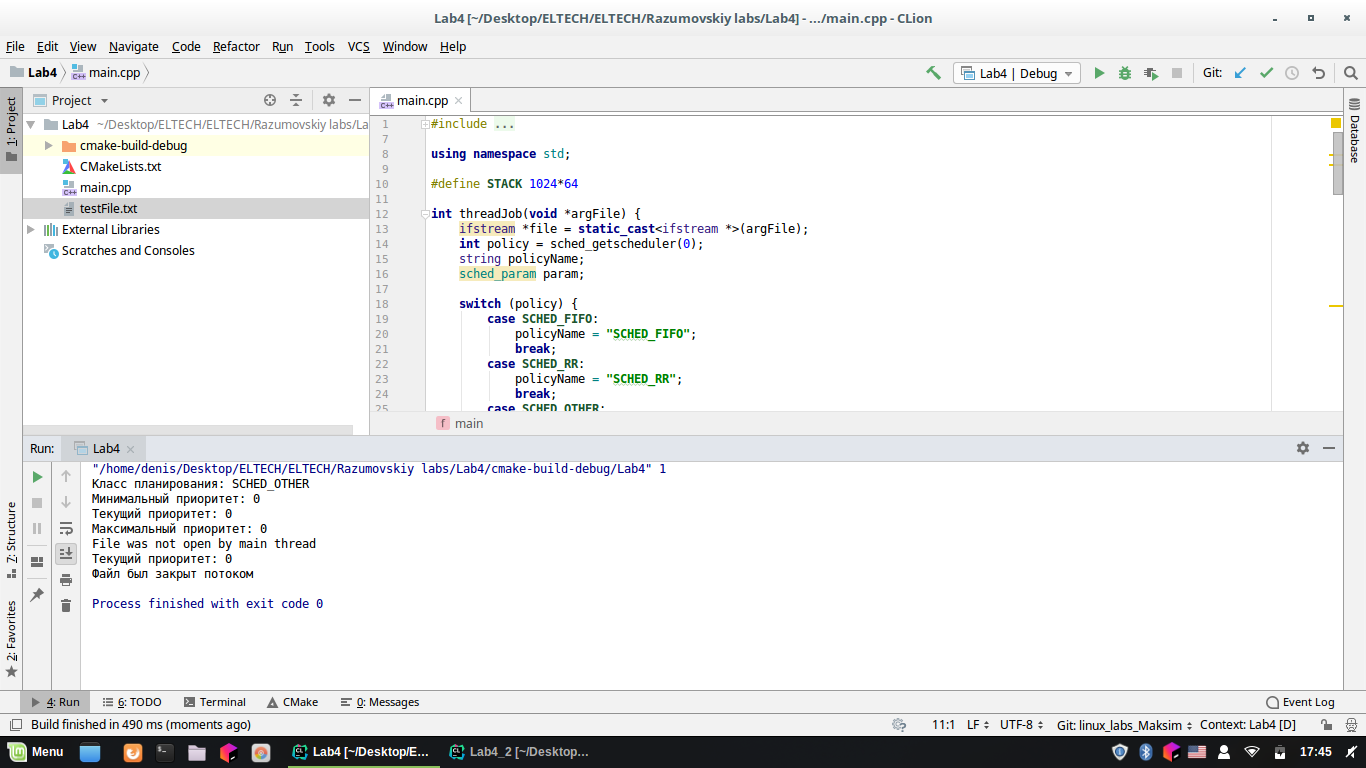 Lab4 [~/Desktop/ELTECH/ELTECH/Razumovskiy labs/Lab4] - .../main.cpp - CLion
File Edit View Navigate Code Refactor Run Tools VCS Window Help
Lab4 main.cpp Lab4 | Debug Git:
1: Project
Project
Lab4 ~/Desktop/ELTECH/ELTECH/Razumovskiy labs/La
cmake-build-debug
CMakeLists.txt
main.cpp
testFile.txt
External Libraries
Scratches and Consoles
main.cpp
1 #include ...
7
8 using namespace std;
9
10 #define STACK 1024*64
11
12 int threadJob(void *argFile) {
13 ifstream *file = static_cast<ifstream *>(argFile);
14 int policy = sched_getscheduler(0);
15 string policyName;
16 sched_param param;
17
18 switch (policy) {
19 case SCHED_FIFO:
20 policyName = "SCHED_FIFO";
21 break;
22 case SCHED_RR:
23 policyName = "SCHED_RR";
24 break;
25 case SCHED_OTHER:
f main
Database
Run: Lab4
"/home/denis/Desktop/ELTECH/ELTECH/Razumovskiy labs/Lab4/cmake-build-debug/Lab4" 1
Класс планирования: SCHED_OTHER
Минимальный приоритет: 0
Текущий приоритет: 0
Максимальный приоритет: 0
File was not open by main thread
Текущий приоритет: 0
Файл был закрыт потоком
Process finished with exit code 0
7: Structure
2: Favorites
4: Run 6: TODO Terminal CMake 0: Messages Event Log
Build finished in 490 ms (moments ago) 11:1 LF UTF-8 Git: linux_labs_Maksim Context: Lab4 [D]
Menu Lab4 [~/Desktop/E... Lab4_2 [~/Desktop... 17:45